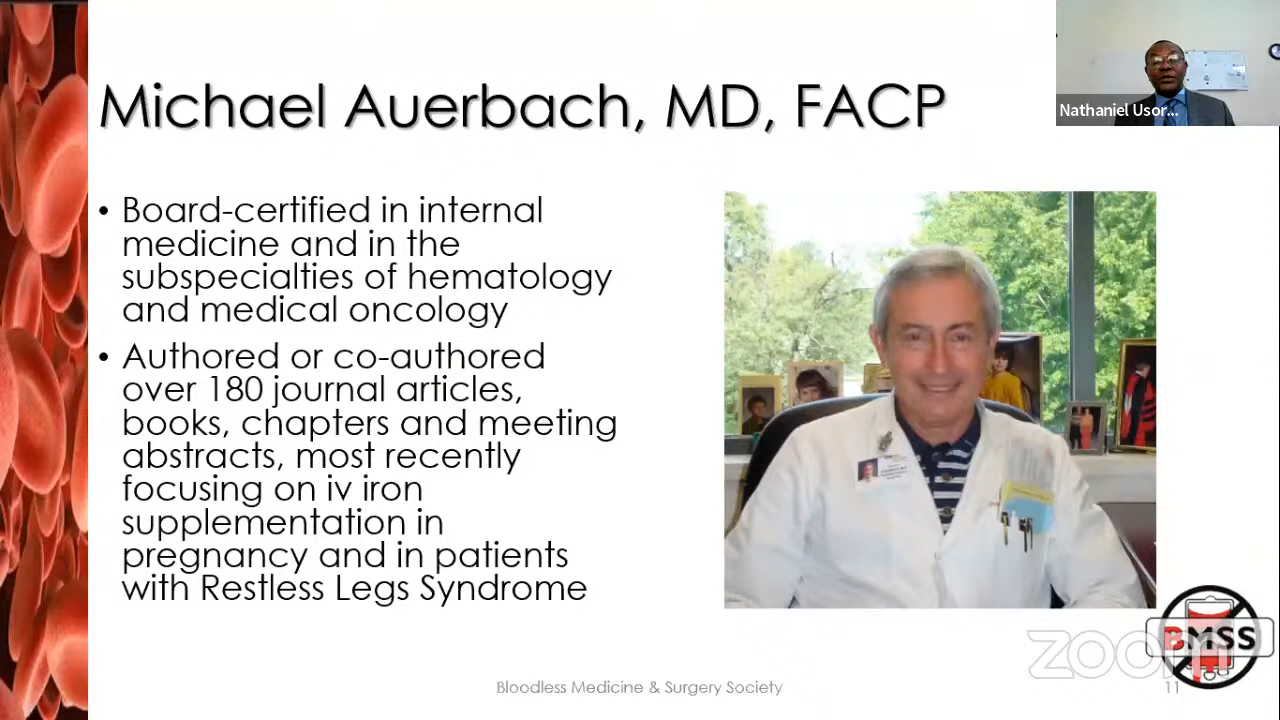 Michael Auerbach, MD, FACP
Nathaniel Usor...
• Board-certified in internal
medicine and in the
subspecialties of hematology
and medical oncology
• Authored or co-authored
over 180 journal articles,
books, chapters and meeting
abstracts, most recently
focusing on iv iron
supplementation in
pregnancy and in patients
with Restless Legs Syndrome
BMSS
zoom
Bloodless Medicine & Surgery Society
11